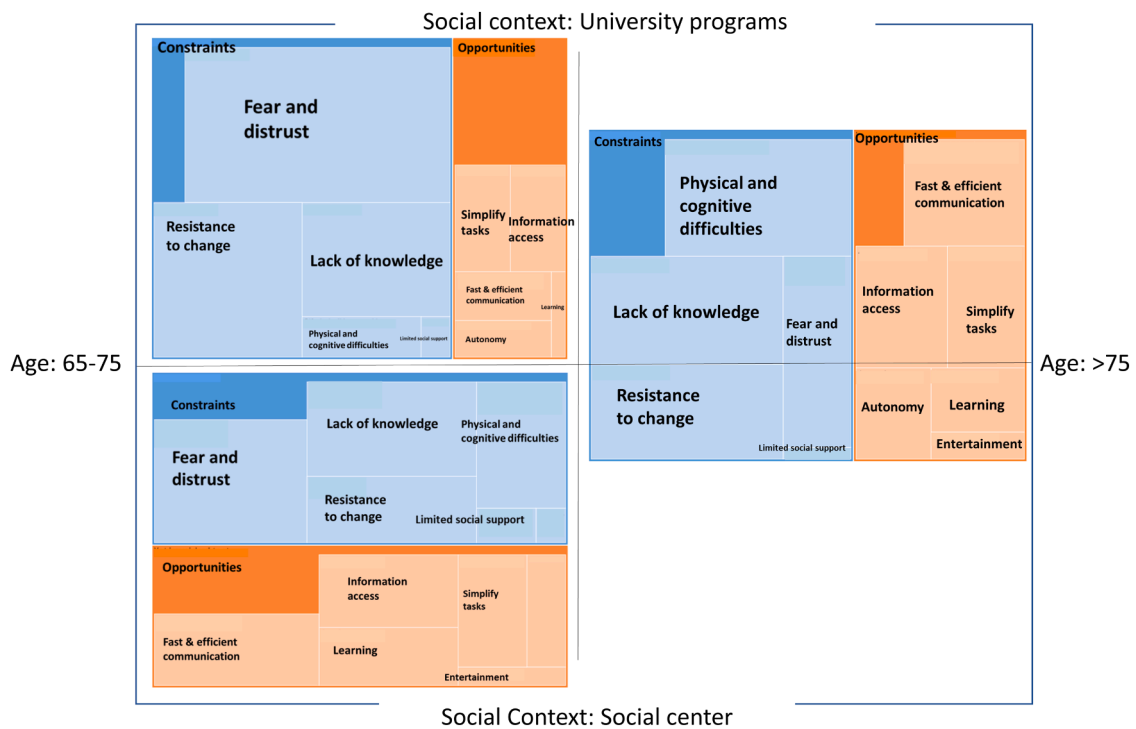 Social context: University programs
Constraints
Fear and
distrust
Resistance
to change
Lack of knowledge
Physical and
cognitive difficulties
Limited social support
Opportunities
Simplify
tasks
Information
access
Fast & efficient
communication
Learning
Autonomy
Constraints
Physical and
cognitive
difficulties
Lack of knowledge
Fear and
distrust
Resistance
to change
Limited social support
Opportunities
Fast & efficient
communication
Information
access
Simplify
tasks
Autonomy
Learning
Entertainment
Age: 65-75
Age: >75
Constraints
Fear and
distrust
Lack of knowledge
Physical and
cognitive difficulties
Resistance
to change
Limited social support
Opportunities
Fast & efficient
communication
Information
access
Learning
Simplify
tasks
Entertainment
Social Context: Social center